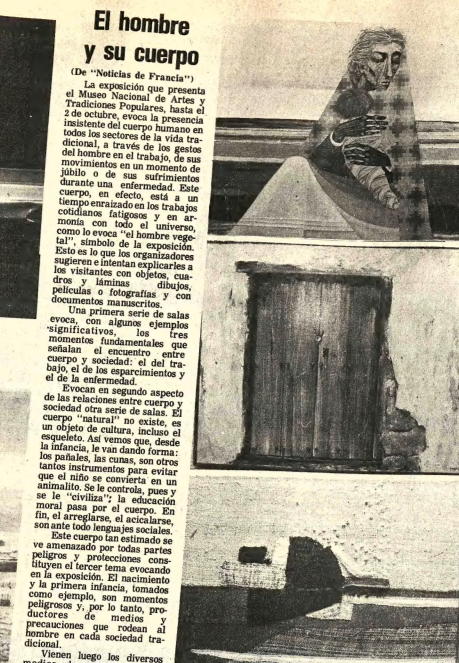 El hombre
y su cuerpo
(De "Noticias de Francia")
La exposición que presenta
el Museo Nacional de Artes y
Tradiciones Populares, hasta el
2 de octubre, evoca la presencia
insistente del cuerpo humano en
todos los sectores de la vida tra-
dicional, a través de los gestos
del hombre en el trabajo, de sus
movimientos en un momento de
júbilo o de sus sufrimientos
durante una enfermedad. Este
cuerpo, en efecto, está a un
tiempo enraizado en los trabajos
cotidianos fatigosos y en ar-
monía con todo el universo,
como lo evoca "el hombre vege-
tal", símbolo de la exposición.
Esto es lo que los organizadores
sugieren e intentan explicarles a
los visitantes con objetos, cua-
dros y láminas dibujos,
películas o fotografías y con
documentos manuscritos.
Una primera serie de salas
evoca, con algunos ejemplos
significativos, los tres
momentos fundamentales que
señalan el encuentro entre
cuerpo y sociedad: el del tra-
bajo, el de los esparcimientos y
el de la enfermedad.
Evocan en segundo aspecto
de las relaciones entre cuerpo y
sociedad otra serie de salas. El
cuerpo "natural" no existe, es
un objeto de cultura, incluso el
esqueleto. Así vemos que, desde
la infancia, le van dando forma:
los pañales, las cunas, son otros
tantos instrumentos para evitar
que el niño se convierta en un
animalito. Se le controla, pues y
se le "civiliza"; la educación
moral pasa por el cuerpo. En
fin, el arreglarse, el acicalarse,
son ante todo lenguajes sociales.
Este cuerpo tan estimado se
ve amenazado por todas partes
peligros y protecciones cons-
tituyen el tercer tema evocando
en la exposición. El nacimiento
y la primera infancia, tomados
como ejemplo, son momentos
peligrosos y, por lo tanto, pro-
ductores de medios y
precauciones que rodean al
hombre en cada sociedad tra-
dicional.
Vienen luego los diversos